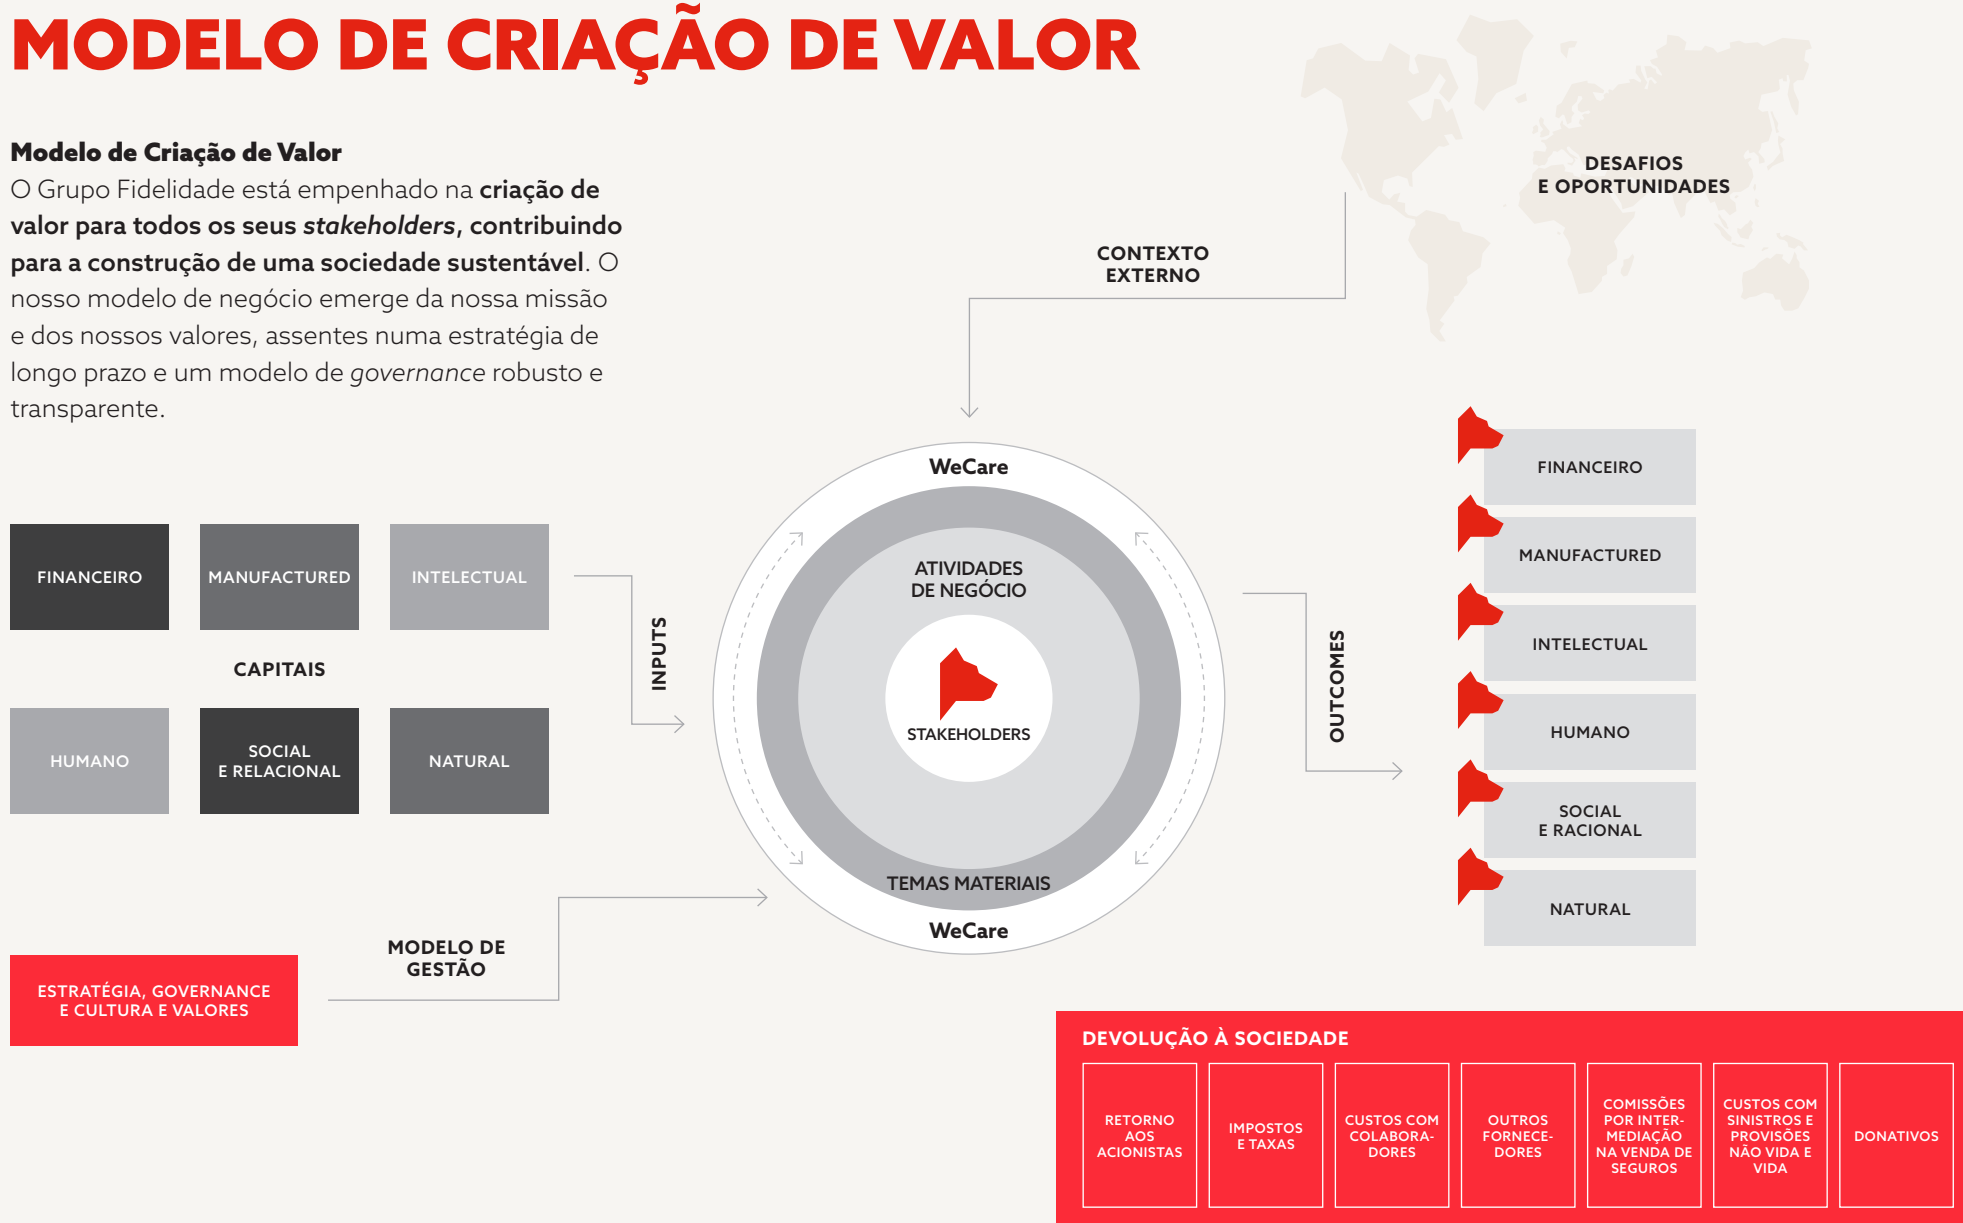 MODELO DE CRIAÇÃO DE VALOR
Modelo de Criação de Valor
O Grupo Fidelidade está empenhado na criação de
valor para todos os seus stakeholders, contribuindo
para a construção de uma sociedade sustentável. O
nosso modelo de negócio emerge da nossa missão
e dos nossos valores, assentes numa estratégia de
longo prazo e um modelo de governance robusto e
transparente.
DESAFIOS
E OPORTUNIDADES
CONTEXTO
EXTERNO
FINANCEIRO
MANUFACTURED
INTELECTUAL
CAPITAIS
HUMANO
SOCIAL
E RELACIONAL
NATURAL
INPUTS
ESTRATÉGIA, GOVERNANCE
E CULTURA E VALORES
MODELO DE
GESTÃO
WeCare
ATIVIDADES
DE NEGÓCIO
STAKEHOLDERS
TEMAS MATERIAIS
WeCare
OUTCOMES
FINANCEIRO
MANUFACTURED
INTELECTUAL
HUMANO
SOCIAL
E RACIONAL
NATURAL
DEVOLUÇÃO À SOCIEDADE
RETORNO
AOS
ACIONISTAS
IMPOSTOS
E TAXAS
CUSTOS COM
COLABORA-
DORES
OUTROS
FORNECE-
DORES
COMISSÕES
POR INTER-
MEDIAÇÃO
NA VENDA DE
SEGUROS
CUSTOS COM
SINISTROS E
PROVISÕES
NÃO VIDA E
VIDA
DONATIVOS